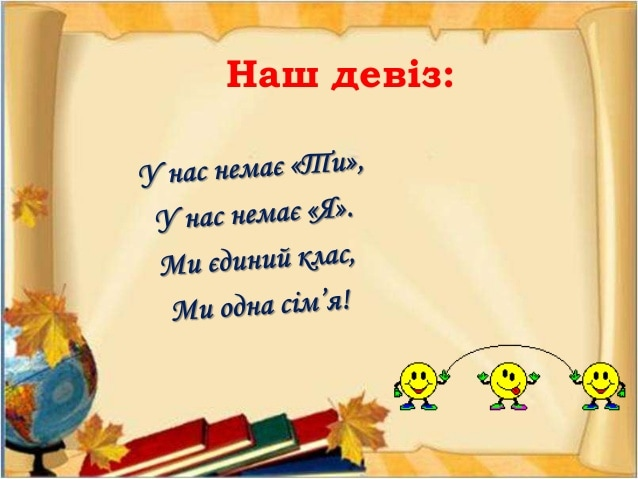 Наш девіз:
У нас немає «Ти»,
У нас немає «Я».
Ми єдиний клас,
Ми одна сім’я!